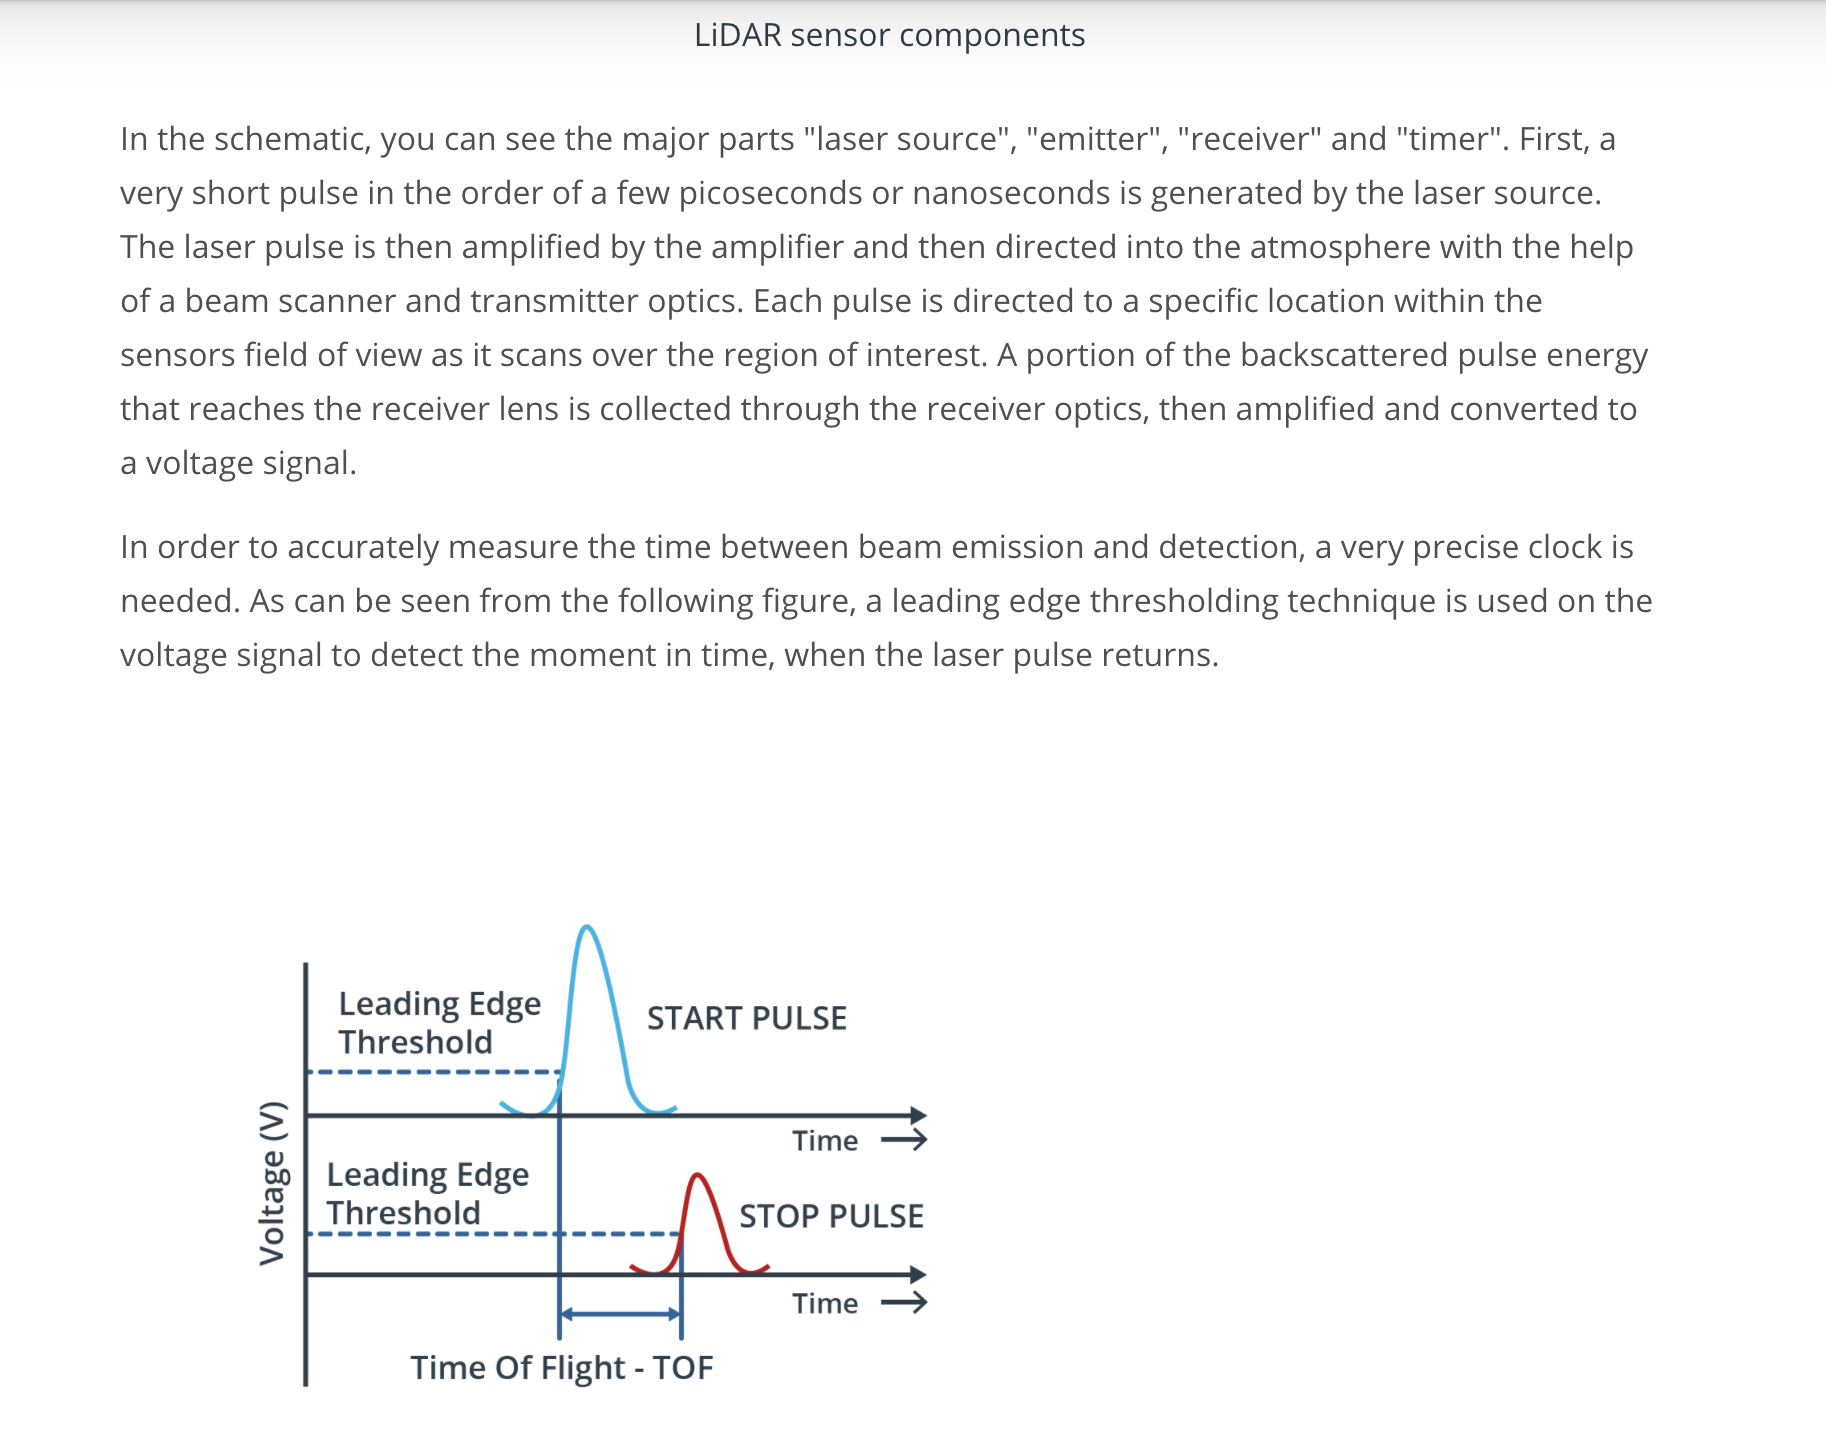 LiDAR sensor components
In the schematic, you can see the major parts "laser source", "emitter", "receiver" and "timer". First, a
very short pulse in the order of a few picoseconds or nanoseconds is generated by the laser source.
The laser pulse is then amplified by the amplifier and then directed into the atmosphere with the help
of a beam scanner and transmitter optics. Each pulse is directed to a specific location within the
sensors field of view as it scans over the region of interest. A portion of the backscattered pulse energy
that reaches the receiver lens is collected through the receiver optics, then amplified and converted to
a voltage signal.
In order to accurately measure the time between beam emission and detection, a very precise clock is
needed. As can be seen from the following figure, a leading edge thresholding technique is used on the
voltage signal to detect the moment in time, when the laser pulse returns.
Leading Edge
Threshold
START PULSE
Time
Voltage (V)
Leading Edge
Threshold
STOP PULSE
Time
Time Of Flight - TOF